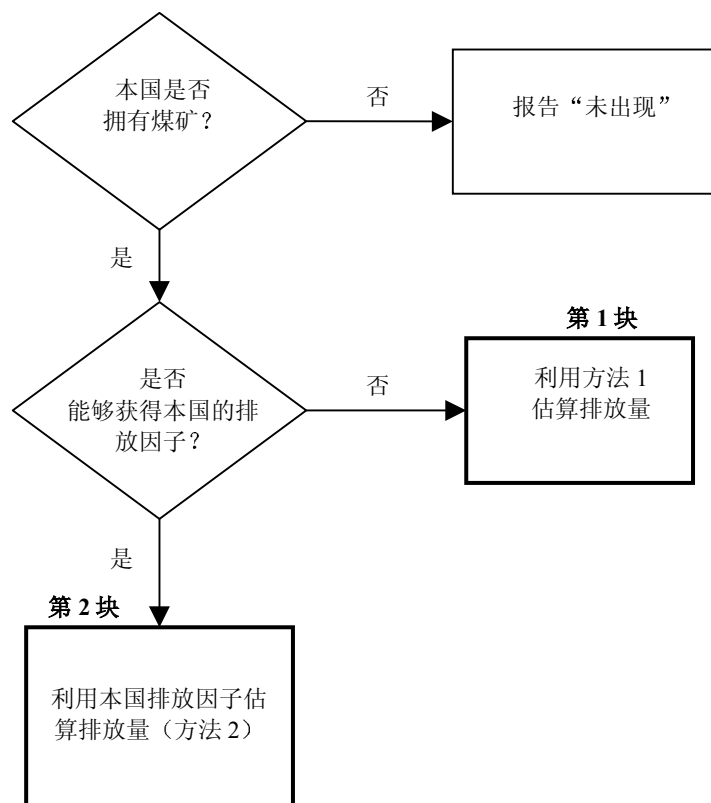 本国是否
拥有煤矿？
否
报告“未出现”
是
第 1 块
是否
能够获得本国的排
放因子？
否
利用方法 1
估算排放量
是
第 2 块
利用本国排放因子估
算排放量（方法 2）